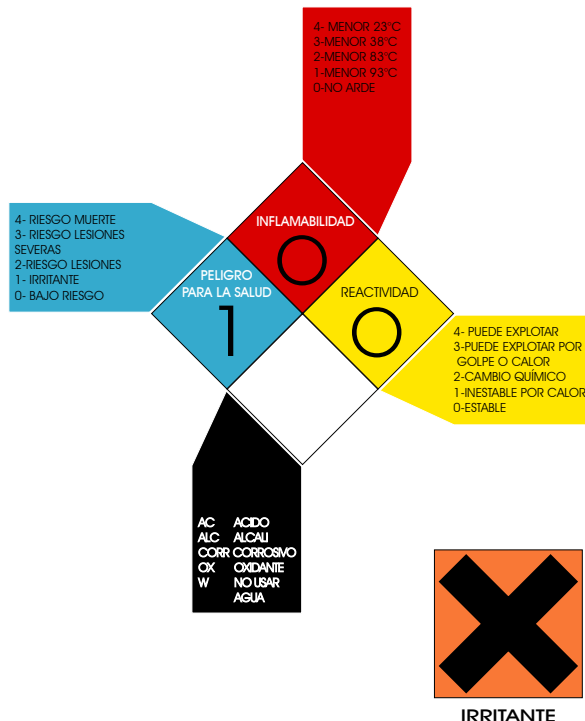 4- MENOR 23°C
3-MENOR 38°C
2-MENOR 83°C
1-MENOR 93°C
0-NO ARDE
INFLAMABILIDAD
0
4- RIESGO MUERTE
3- RIESGO LESIONES
SEVERAS
2-RIESGO LESIONES
1- IRRITANTE
0- BAJO RIESGO
PELIGRO
PARA LA SALUD
1
REACTIVIDAD
0
4- PUEDE EXPLOTAR
3-PUEDE EXPLOTAR POR
GOLPE O CALOR
2-CAMBIO QUÍMICO
1-INESTABLE POR CALOR
0-ESTABLE
AC ACIDO
ALC ALCALI
CORR CORROSIVO
OX OXIDANTE
W NO USAR
AGUA
IRRITANTE